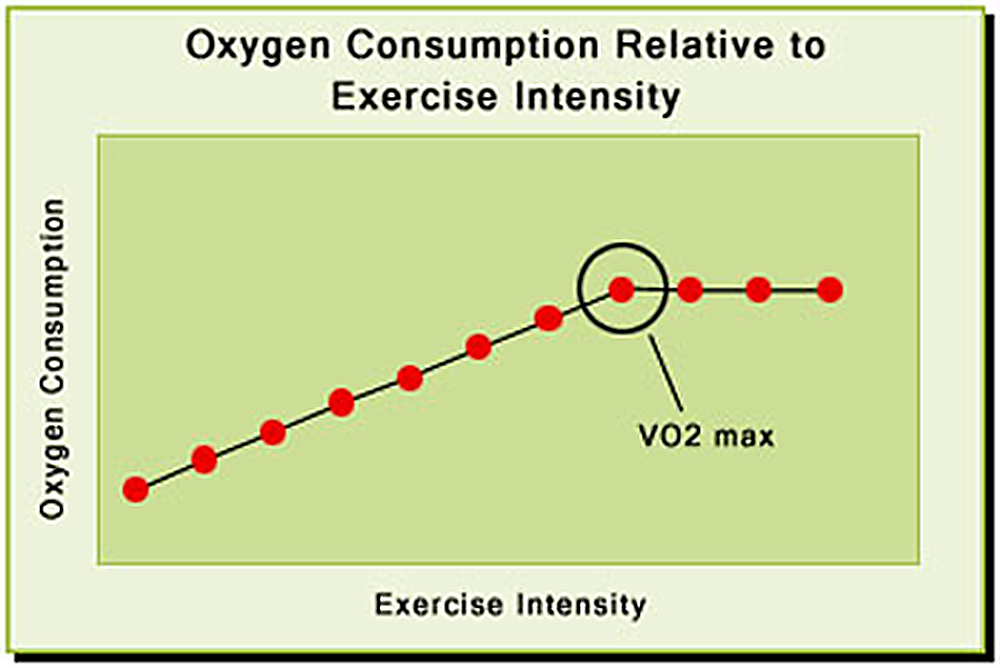 Oxygen Consumption Relative to
Exercise Intensity
Oxygen Consumption
VO2 max
Exercise Intensity